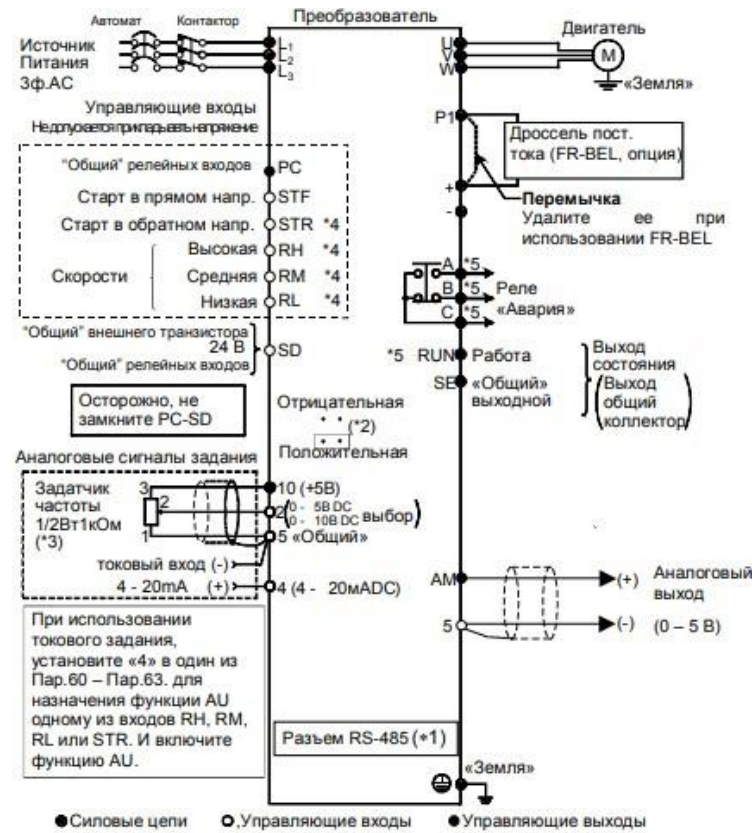 Преобразователь
Автомат Контактор
Источник
Питания
3ф.АС
L1
L2
L3
U
V
W
Двигатель
M
«Земля»
Управляющие входы
Не допускается прикладывать напряжение
"Общий" релейных входов PC
Старт в прямом напр. STF
Старт в обратном напр. STR *4
Скорости
Высокая RH *4
Средняя RM *4
Низкая RL *4
"Общий" внешнего транзистора
24 В SD
"Общий" релейных входов
Осторожно, не
замкните PC-SD
P1
+
-
Дроссель пост.
тока (FR-BEL, опция)
Перемычка
Удалите ее при
использовании FR-BEL
A *5
B *5
C *5
Реле
«Авария»
*5 RUN Работа
SE «Общий»
выходной
Выход
состояния
(Выход
общий
коллектор)
Отрицательная
(*2)
Положительная
Аналоговые сигналы задания
Задатчик
частоты
1/2Вт1кОм
(*3)
3
2
1
10 (+5В)
2 (0 - 5В DC
0 - 10В DC выбор)
5 «Общий»
токовый вход (-)
4 - 20mA (+)
4 (4 - 20мADC)
AM (+)
5 (-)
Аналоговый
выход
(0 – 5 В)
При использовании
токового задания,
установите «4» в один из
Пар.60 – Пар.63. для
назначения функции AU
одному из входов RH, RM,
RL или STR. И включите
функцию AU.
Разъем RS-485 (*1)
«Земля»
Силовые цепи ,Управляющие входы Управляющие выходы